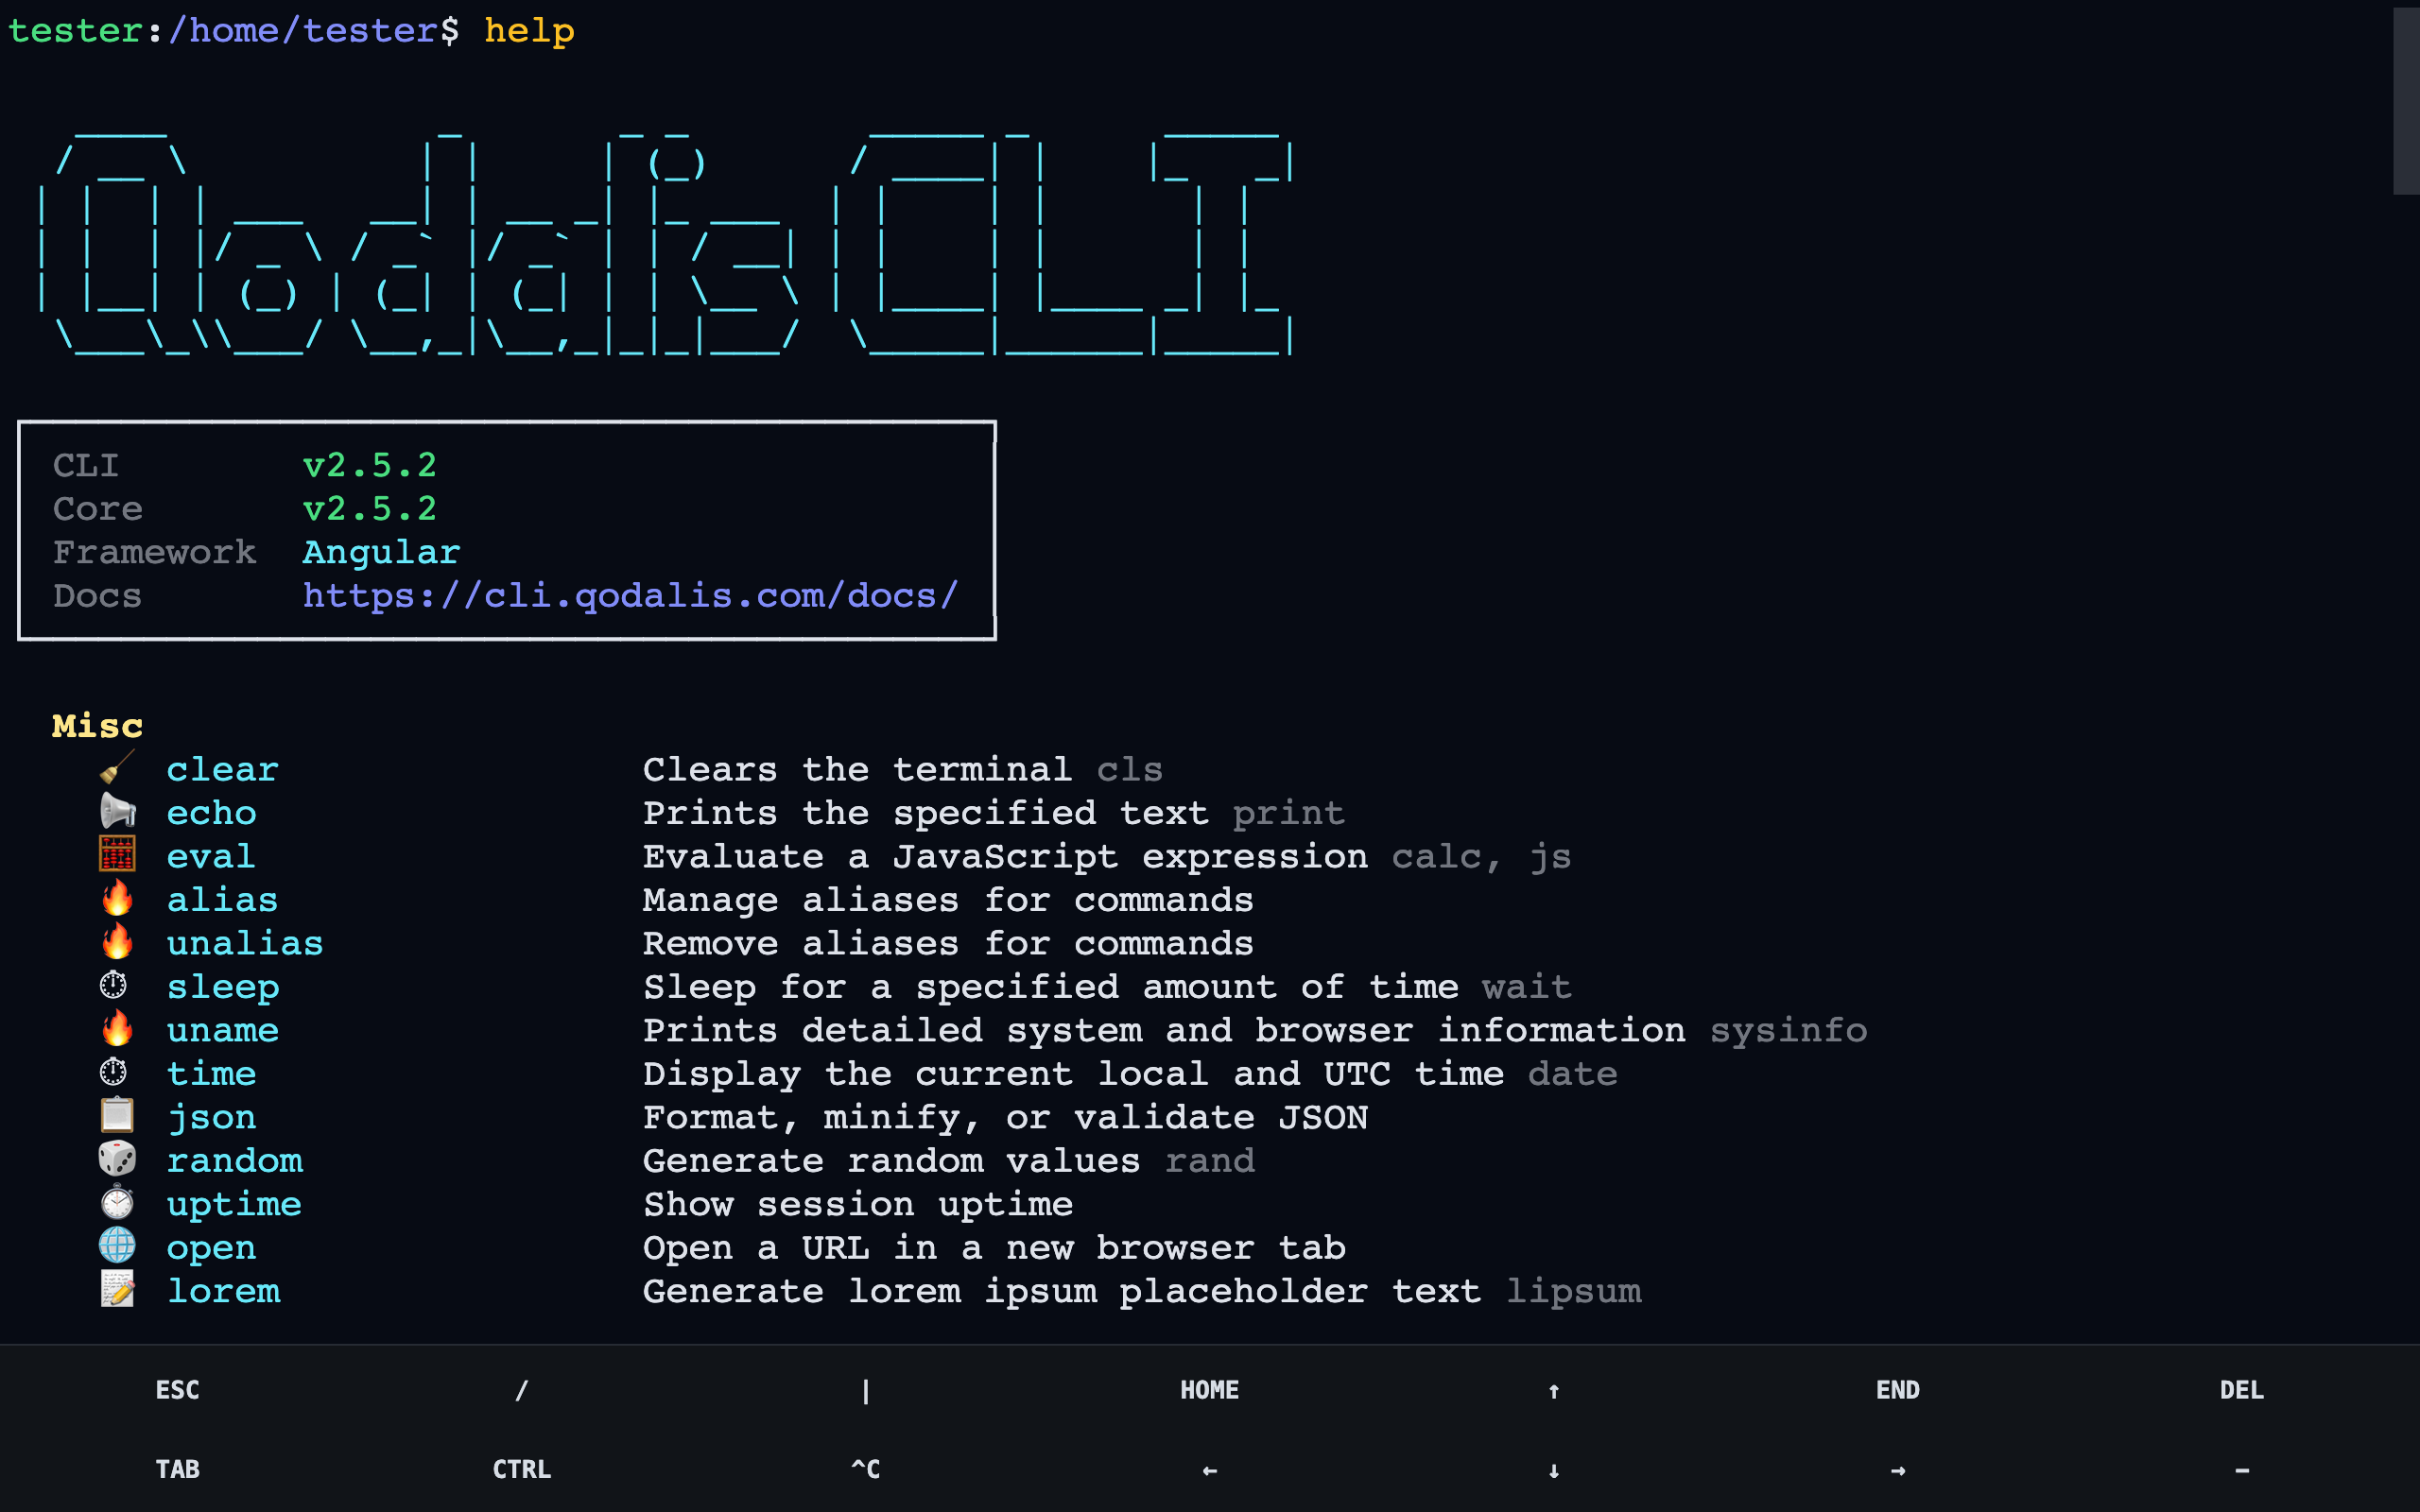 tester:/home/tester$ help
Qodalis CLI
CLI v2.5.2
Core v2.5.2
Framework Angular
Docs https://cli.qodalis.com/docs/
Misc
clear Clears the terminal cls
echo Prints the specified text print
eval Evaluate a JavaScript expression calc, js
alias Manage aliases for commands
unalias Remove aliases for commands
sleep Sleep for a specified amount of time wait
uname Prints detailed system and browser information sysinfo
time Display the current local and UTC time date
json Format, minify, or validate JSON
random Generate random values rand
uptime Show session uptime
open Open a URL in a new browser tab
lorem Generate lorem ipsum placeholder text lipsum
ESC / | HOME ↑ END DEL
TAB CTRL ^C ← ↓ → −